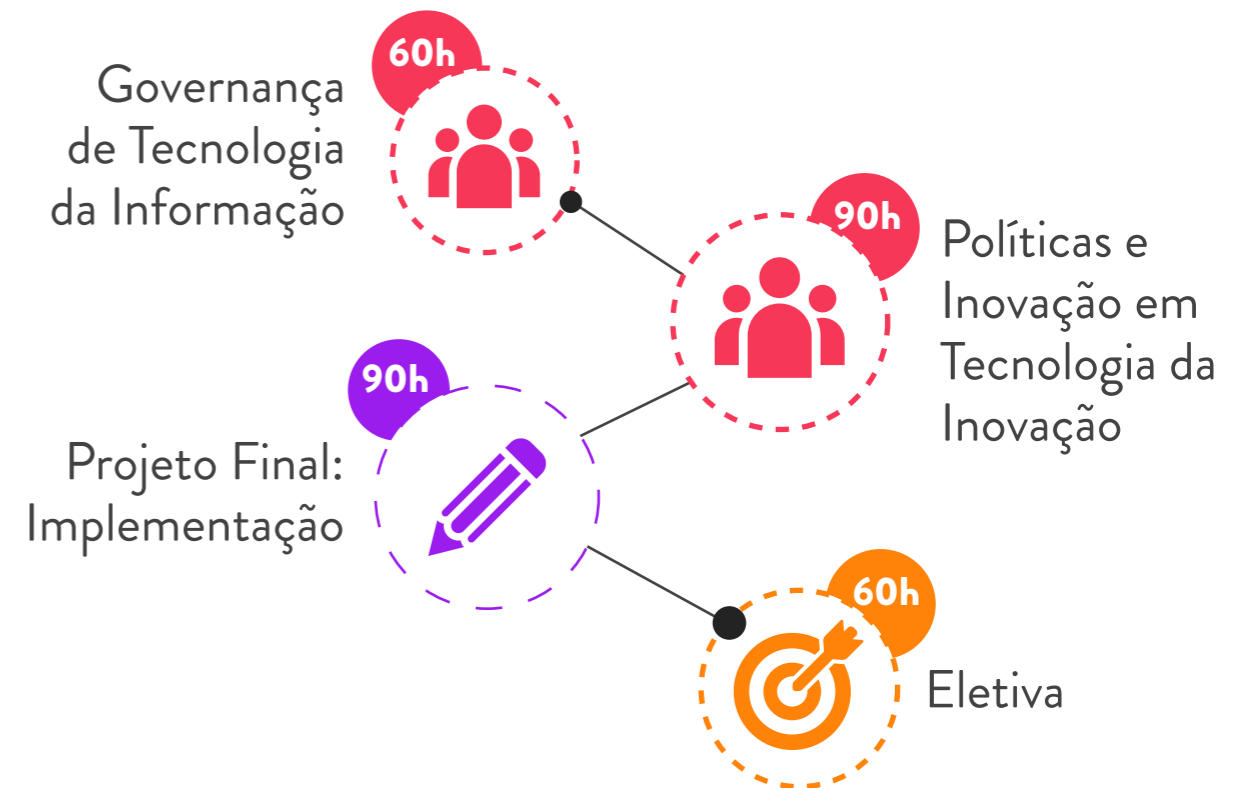 60h
Governança
de Tecnologia
da Informação
90h
Políticas e
Inovação em
Tecnologia da
Inovação
90h
Projeto Final:
Implementação
60h
Eletiva